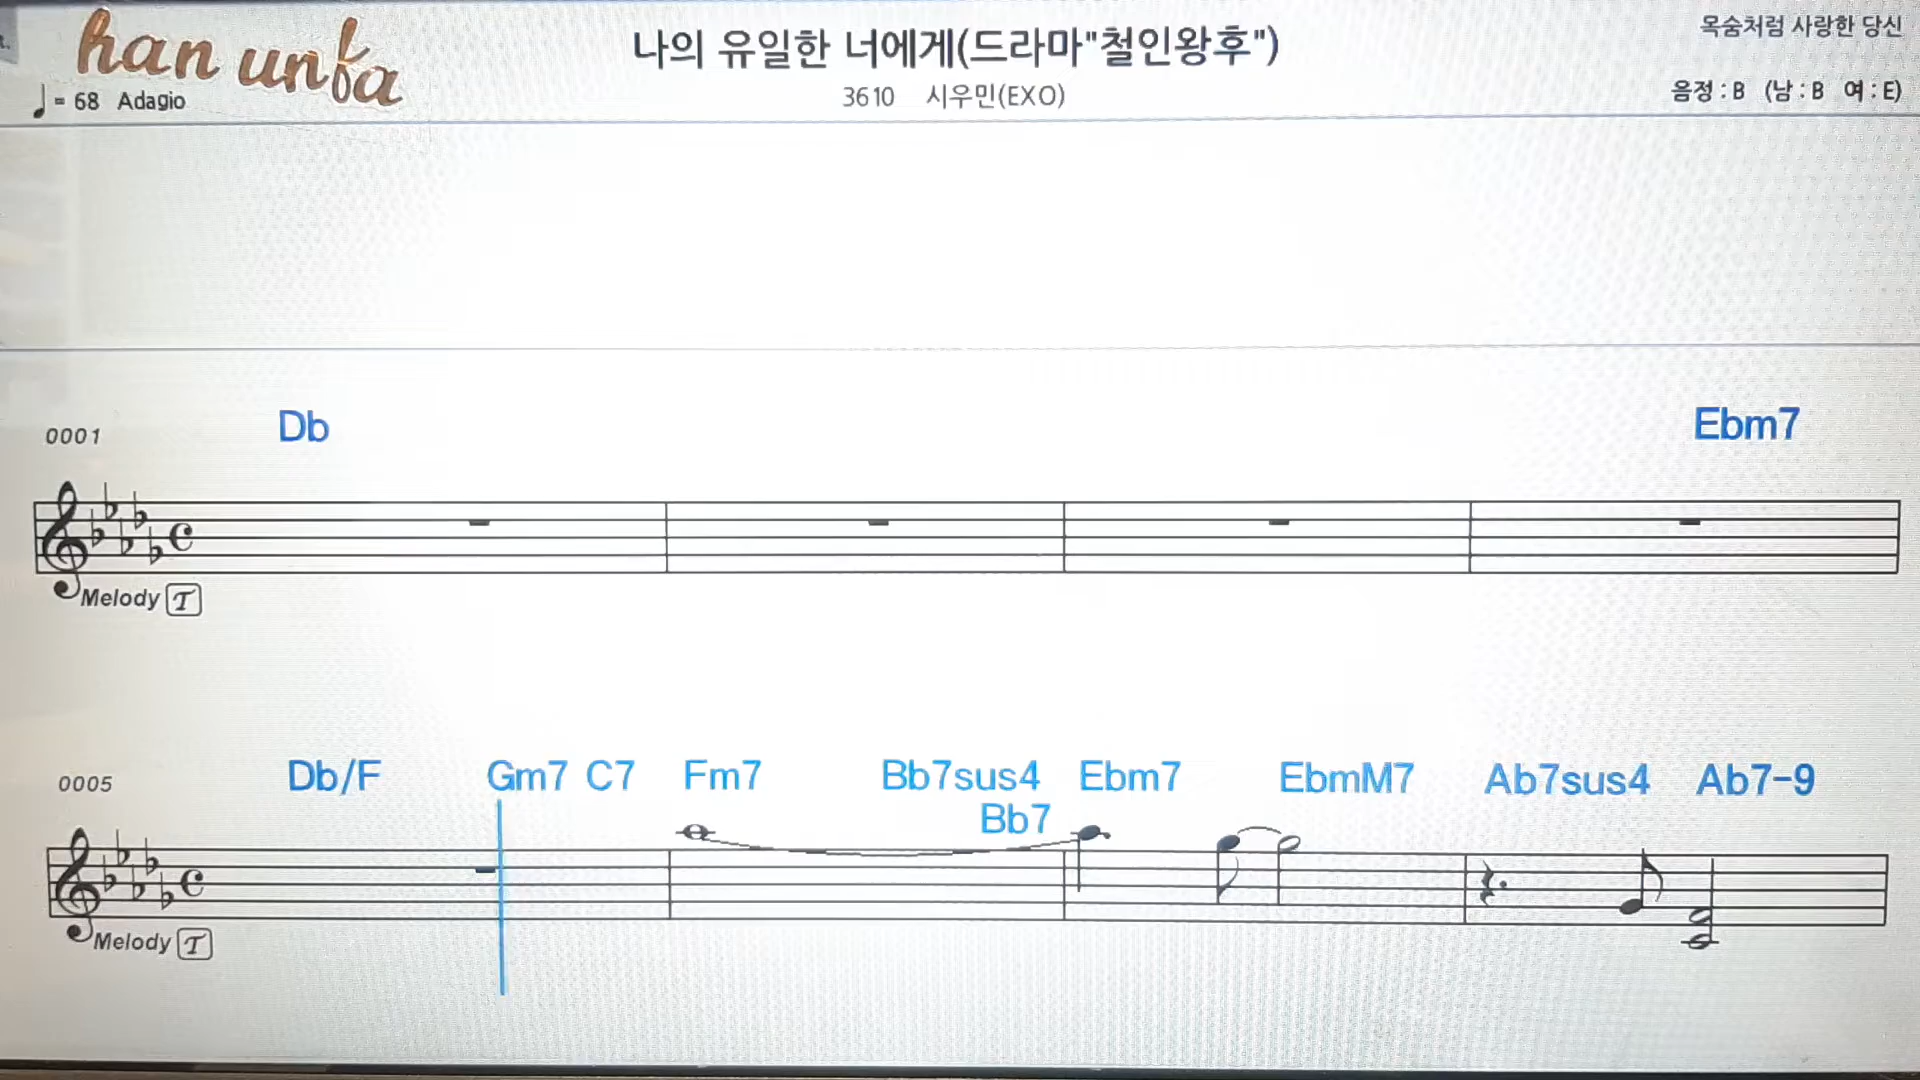 han unfa
목숨처럼 사랑한 당신
나의 유일한 너에게(드라마"철인왕후")
♩= 68 Adagio
3610 시우민(EXO)
음정 : B (남 : B 여 : E)
0001 Db Ebm7
Melody T
0005 Db/F Gm7 C7 Fm7 Bb7sus4 Ebm7 EbmM7 Ab7sus4 Ab7-9
Bb7
Melody T